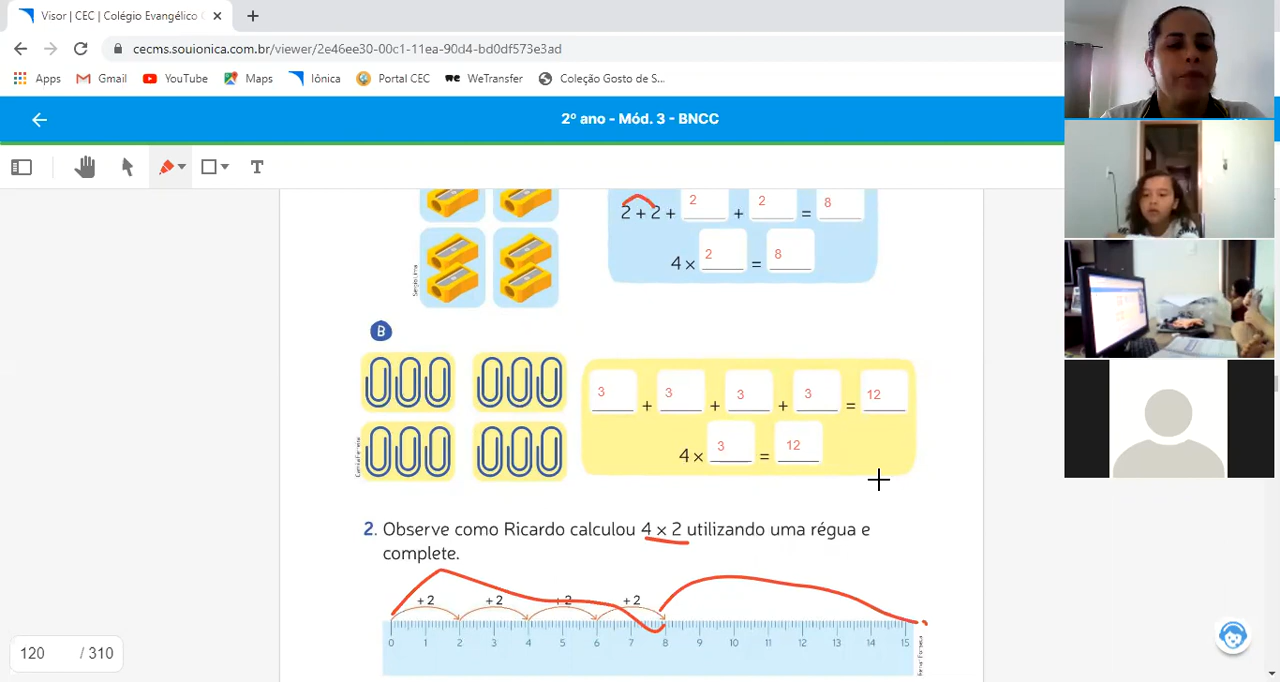 Visor | CEC | Colégio Evangélico C
cecms.souionica.com.br/viewer/2e46ee30-00c1-11ea-90d4-bd0df573e3ad
Apps Gmail YouTube Maps Iônica Portal CEC WeTransfer Coleção Gosto de S...
2º ano - Mód. 3 - BNCC
T
2 + 2 + 2 + 2 = 8
4 × 2 = 8
B
3 + 3 + 3 + 3 = 12
4 × 3 = 12
2. Observe como Ricardo calculou 4 × 2 utilizando uma régua e
complete.
+2 +2 +2 +2
0 1 2 3 4 5 6 7 8 9 10 11 12 13 14 15
120 / 310